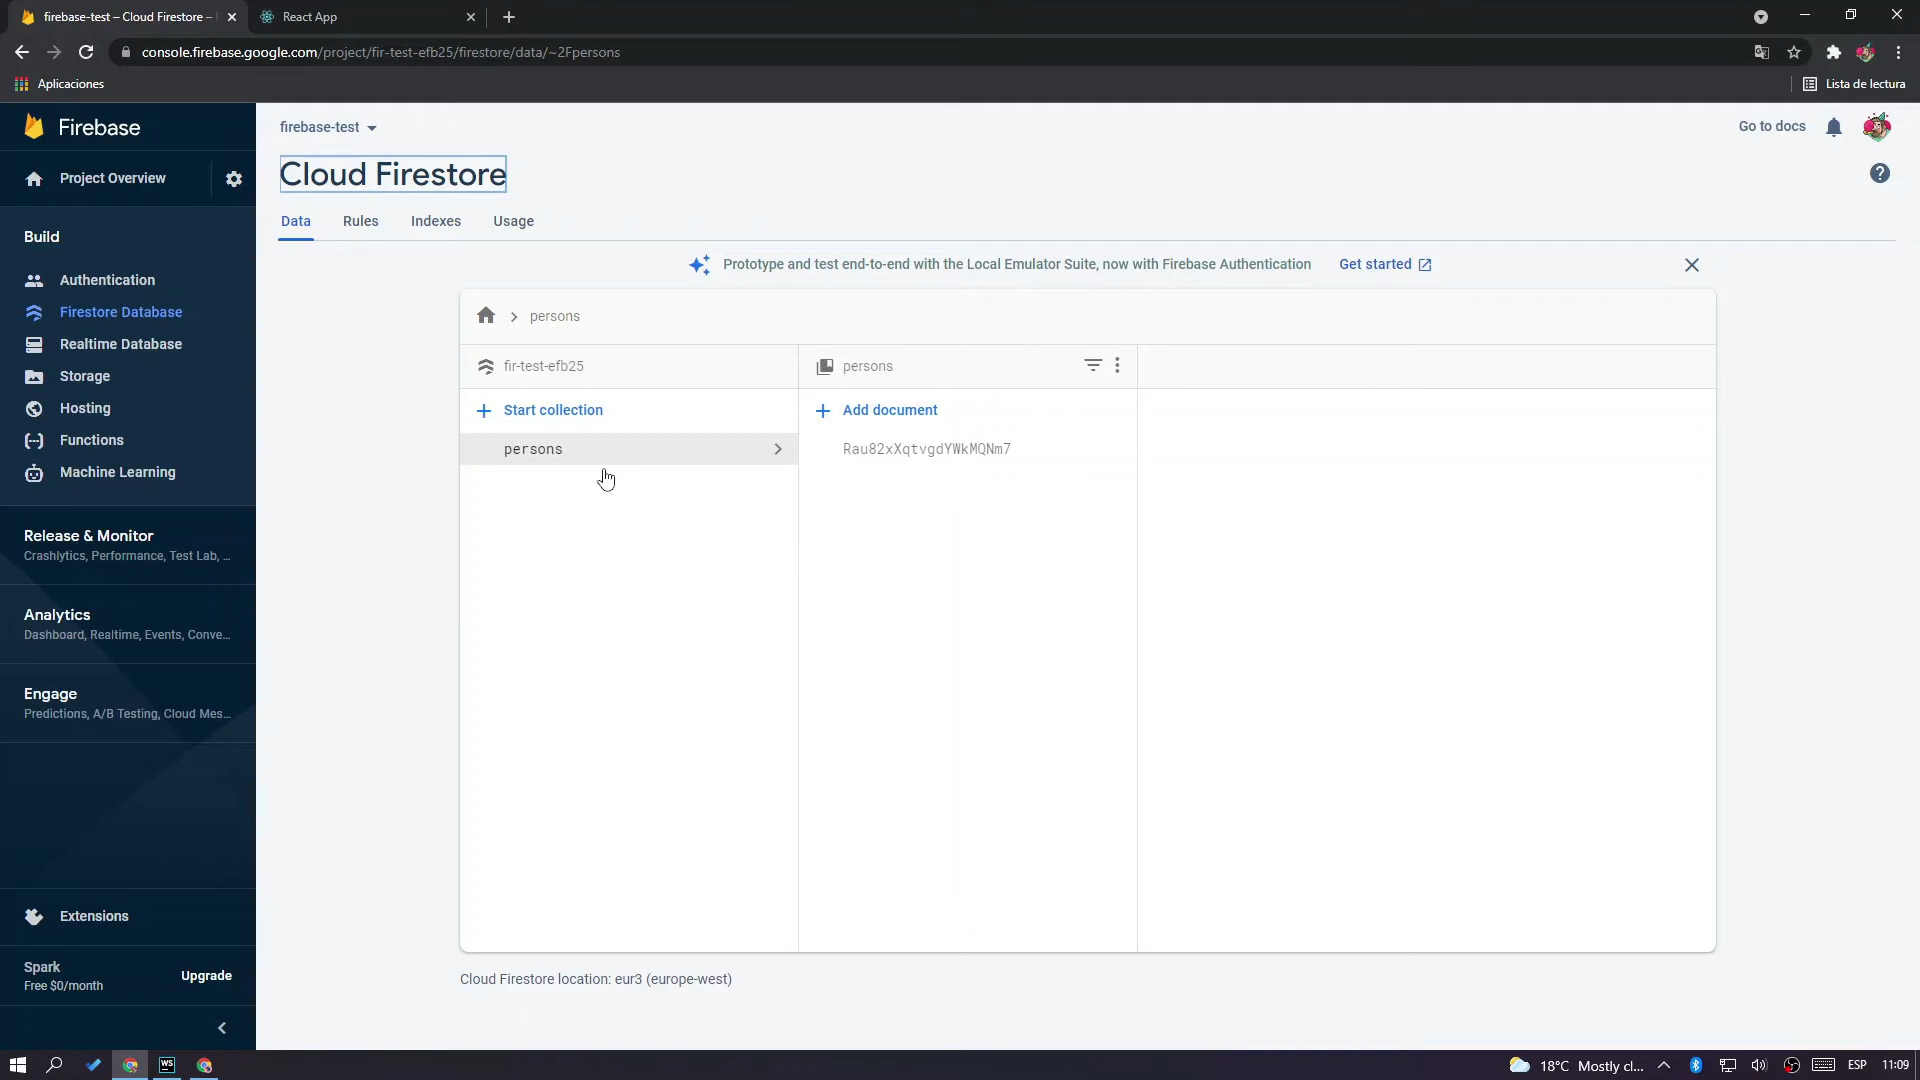 firebase-test – Cloud Firestore –
React App
console.firebase.google.com/project/fir-test-efb25/firestore/data/~2Fpersons
Aplicaciones
Lista de lectura
Firebase
firebase-test
Go to docs
Cloud Firestore
Project Overview
Data
Rules
Indexes
Usage
Build
Prototype and test end-to-end with the Local Emulator Suite, now with Firebase Authentication
Get started
Authentication
Firestore Database
Realtime Database
Storage
Hosting
Functions
Machine Learning
persons
fir-test-efb25
persons
Start collection
Add document
persons
Rau82xXqtvgdYWkMQNm7
Release & Monitor
Crashlytics, Performance, Test Lab, ...
Analytics
Dashboard, Realtime, Events, Conve...
Engage
Predictions, A/B Testing, Cloud Mes...
Extensions
Spark
Free $0/month
Upgrade
Cloud Firestore location: eur3 (europe-west)
WS
18°C Mostly cl...
ESP
11:09